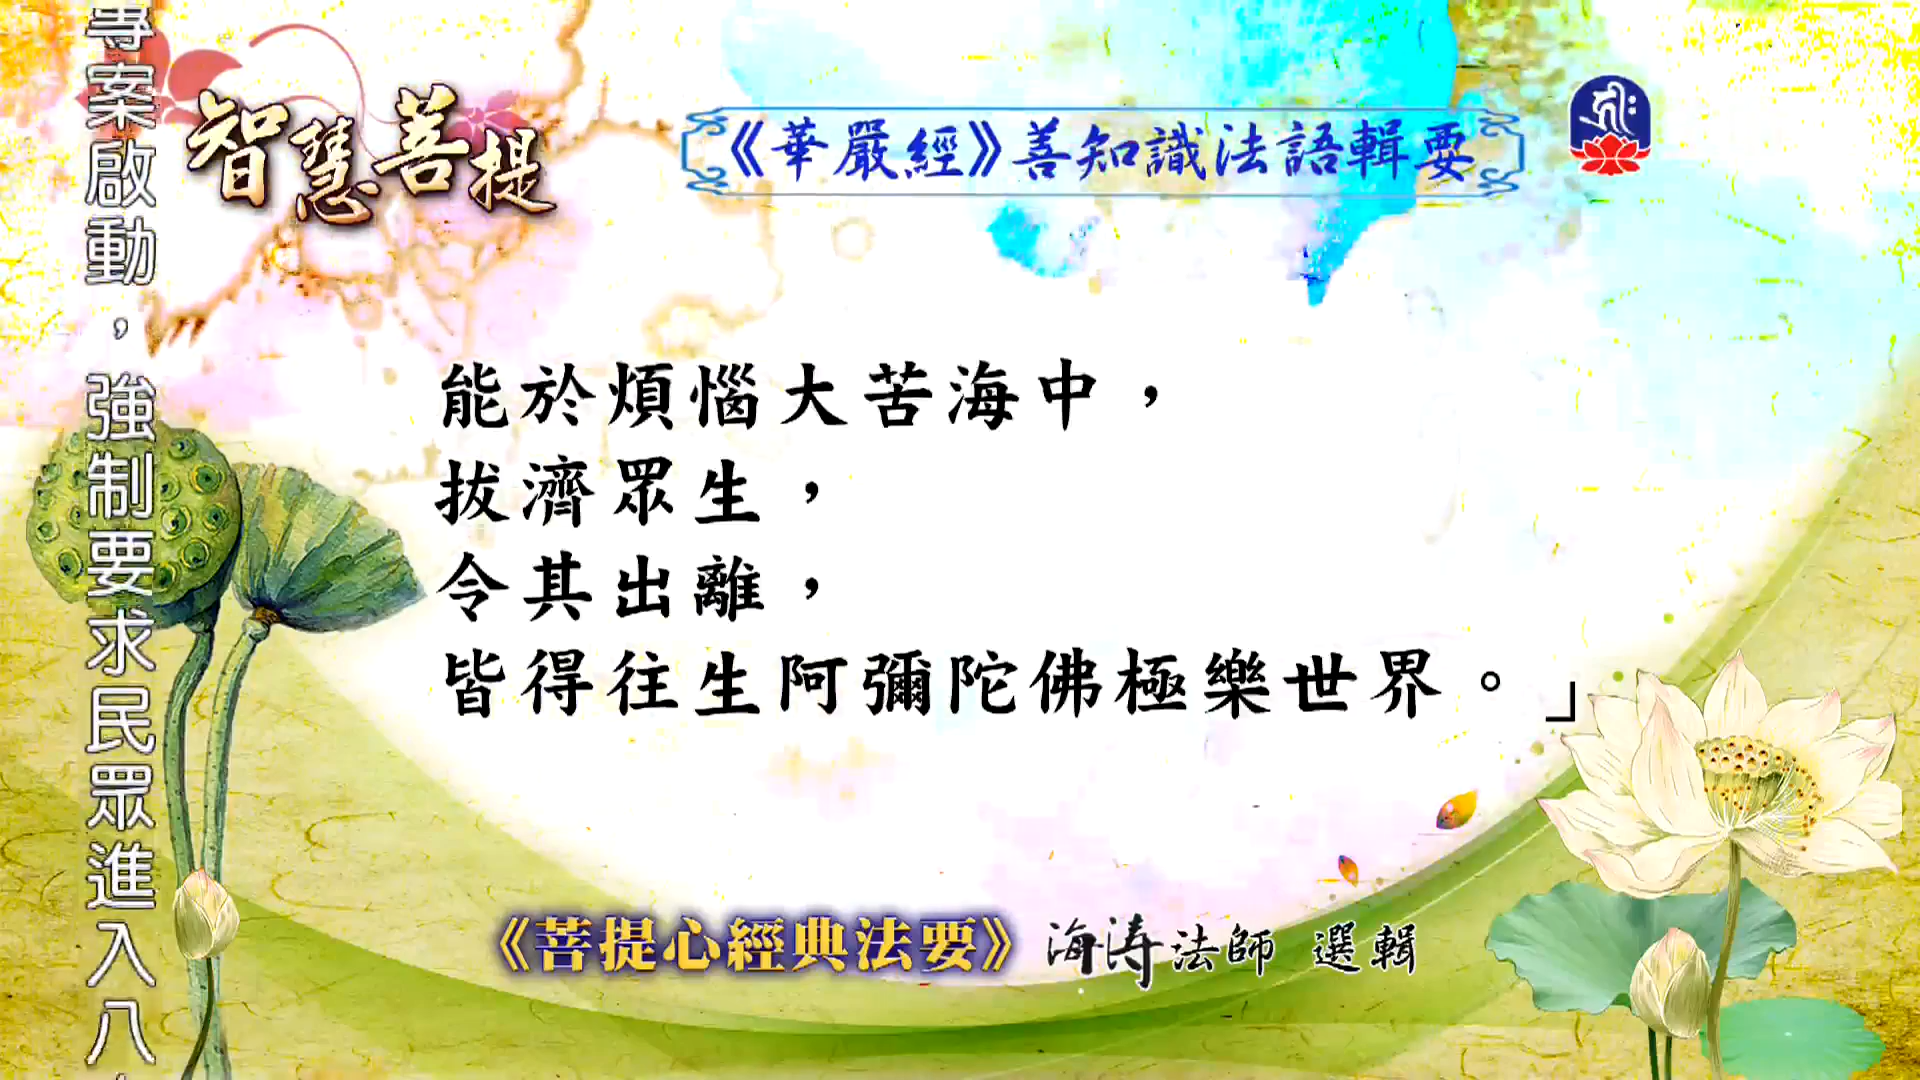 專案啟動，強制要求民眾進入八
智慧菩提
《華嚴經》善知識法語輯要
能於煩惱大苦海中，
拔濟眾生，
令其出離，
皆得往生阿彌陀佛極樂世界。」
《菩提心經典法要》 海濤法師 選輯